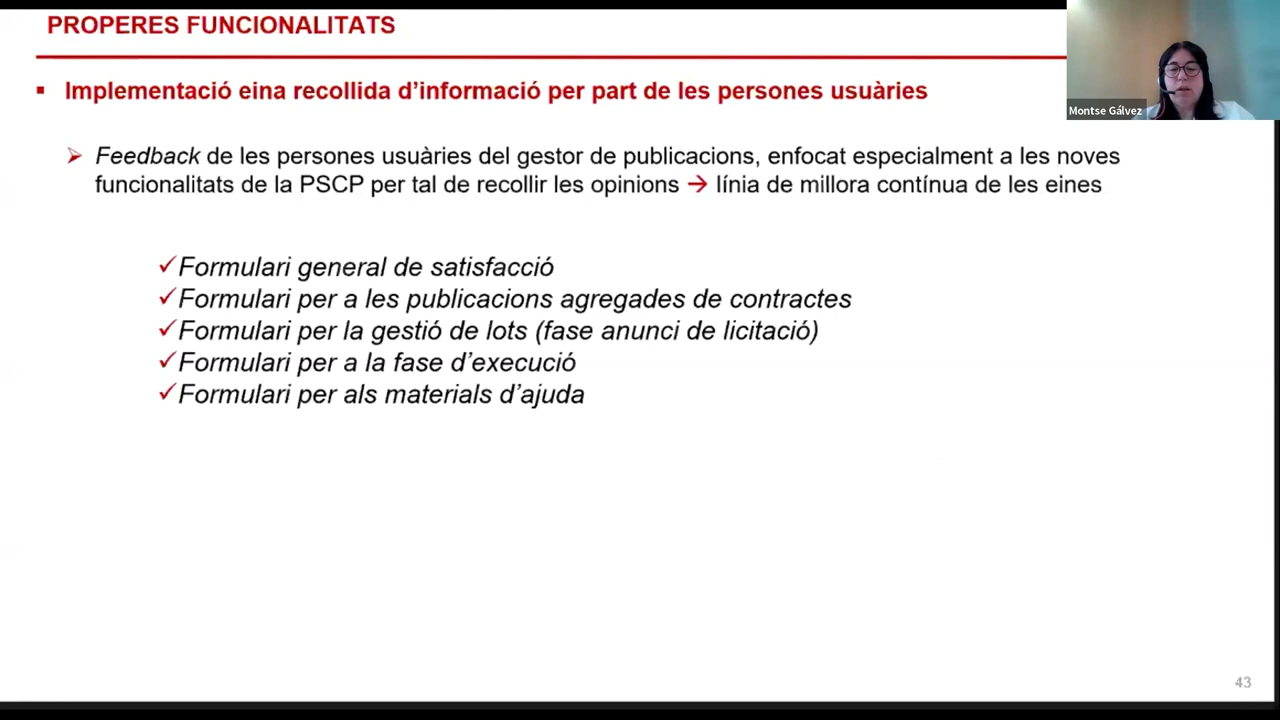 PROPERES FUNCIONALITATS
Montse Gálvez
▪ Implementació eina recollida d’informació per part de les persones usuàries
➢ Feedback de les persones usuàries del gestor de publicacions, enfocat especialment a les noves
funcionalitats de la PSCP per tal de recollir les opinions → línia de millora contínua de les eines
✓Formulari general de satisfacció
✓Formulari per a les publicacions agregades de contractes
✓Formulari per la gestió de lots (fase anunci de licitació)
✓Formulari per a la fase d’execució
✓Formulari per als materials d’ajuda
43